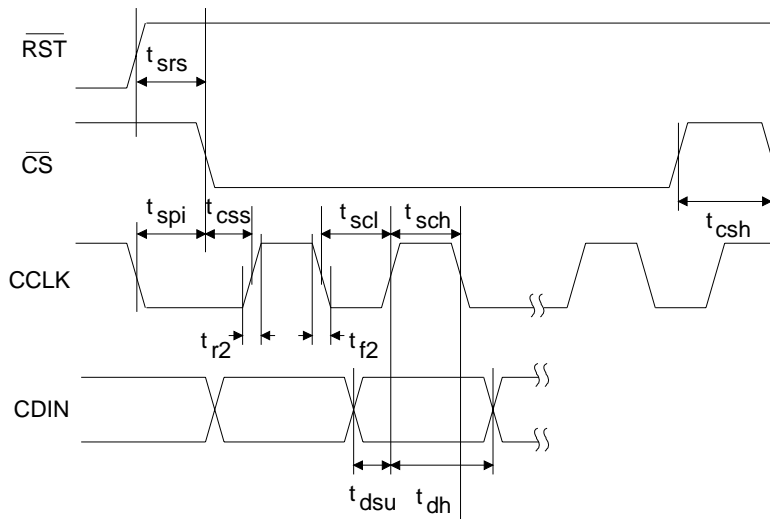 RST
t srs
CS
t spi
t css
t scl
t sch
t csh
CCLK
t r2
t f2
CDIN
t dsu
t dh